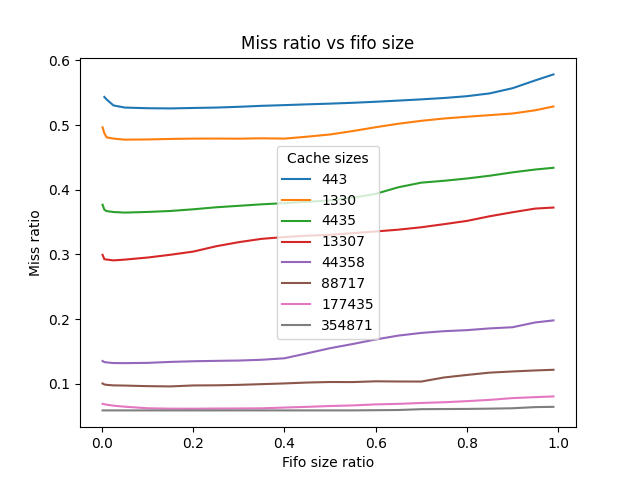 Miss ratio vs fifo size
0.6
0.5
0.4
0.3
0.2
0.1
Miss ratio
Cache sizes
443
1330
4435
13307
44358
88717
177435
354871
0.0 0.2 0.4 0.6 0.8 1.0
Fifo size ratio